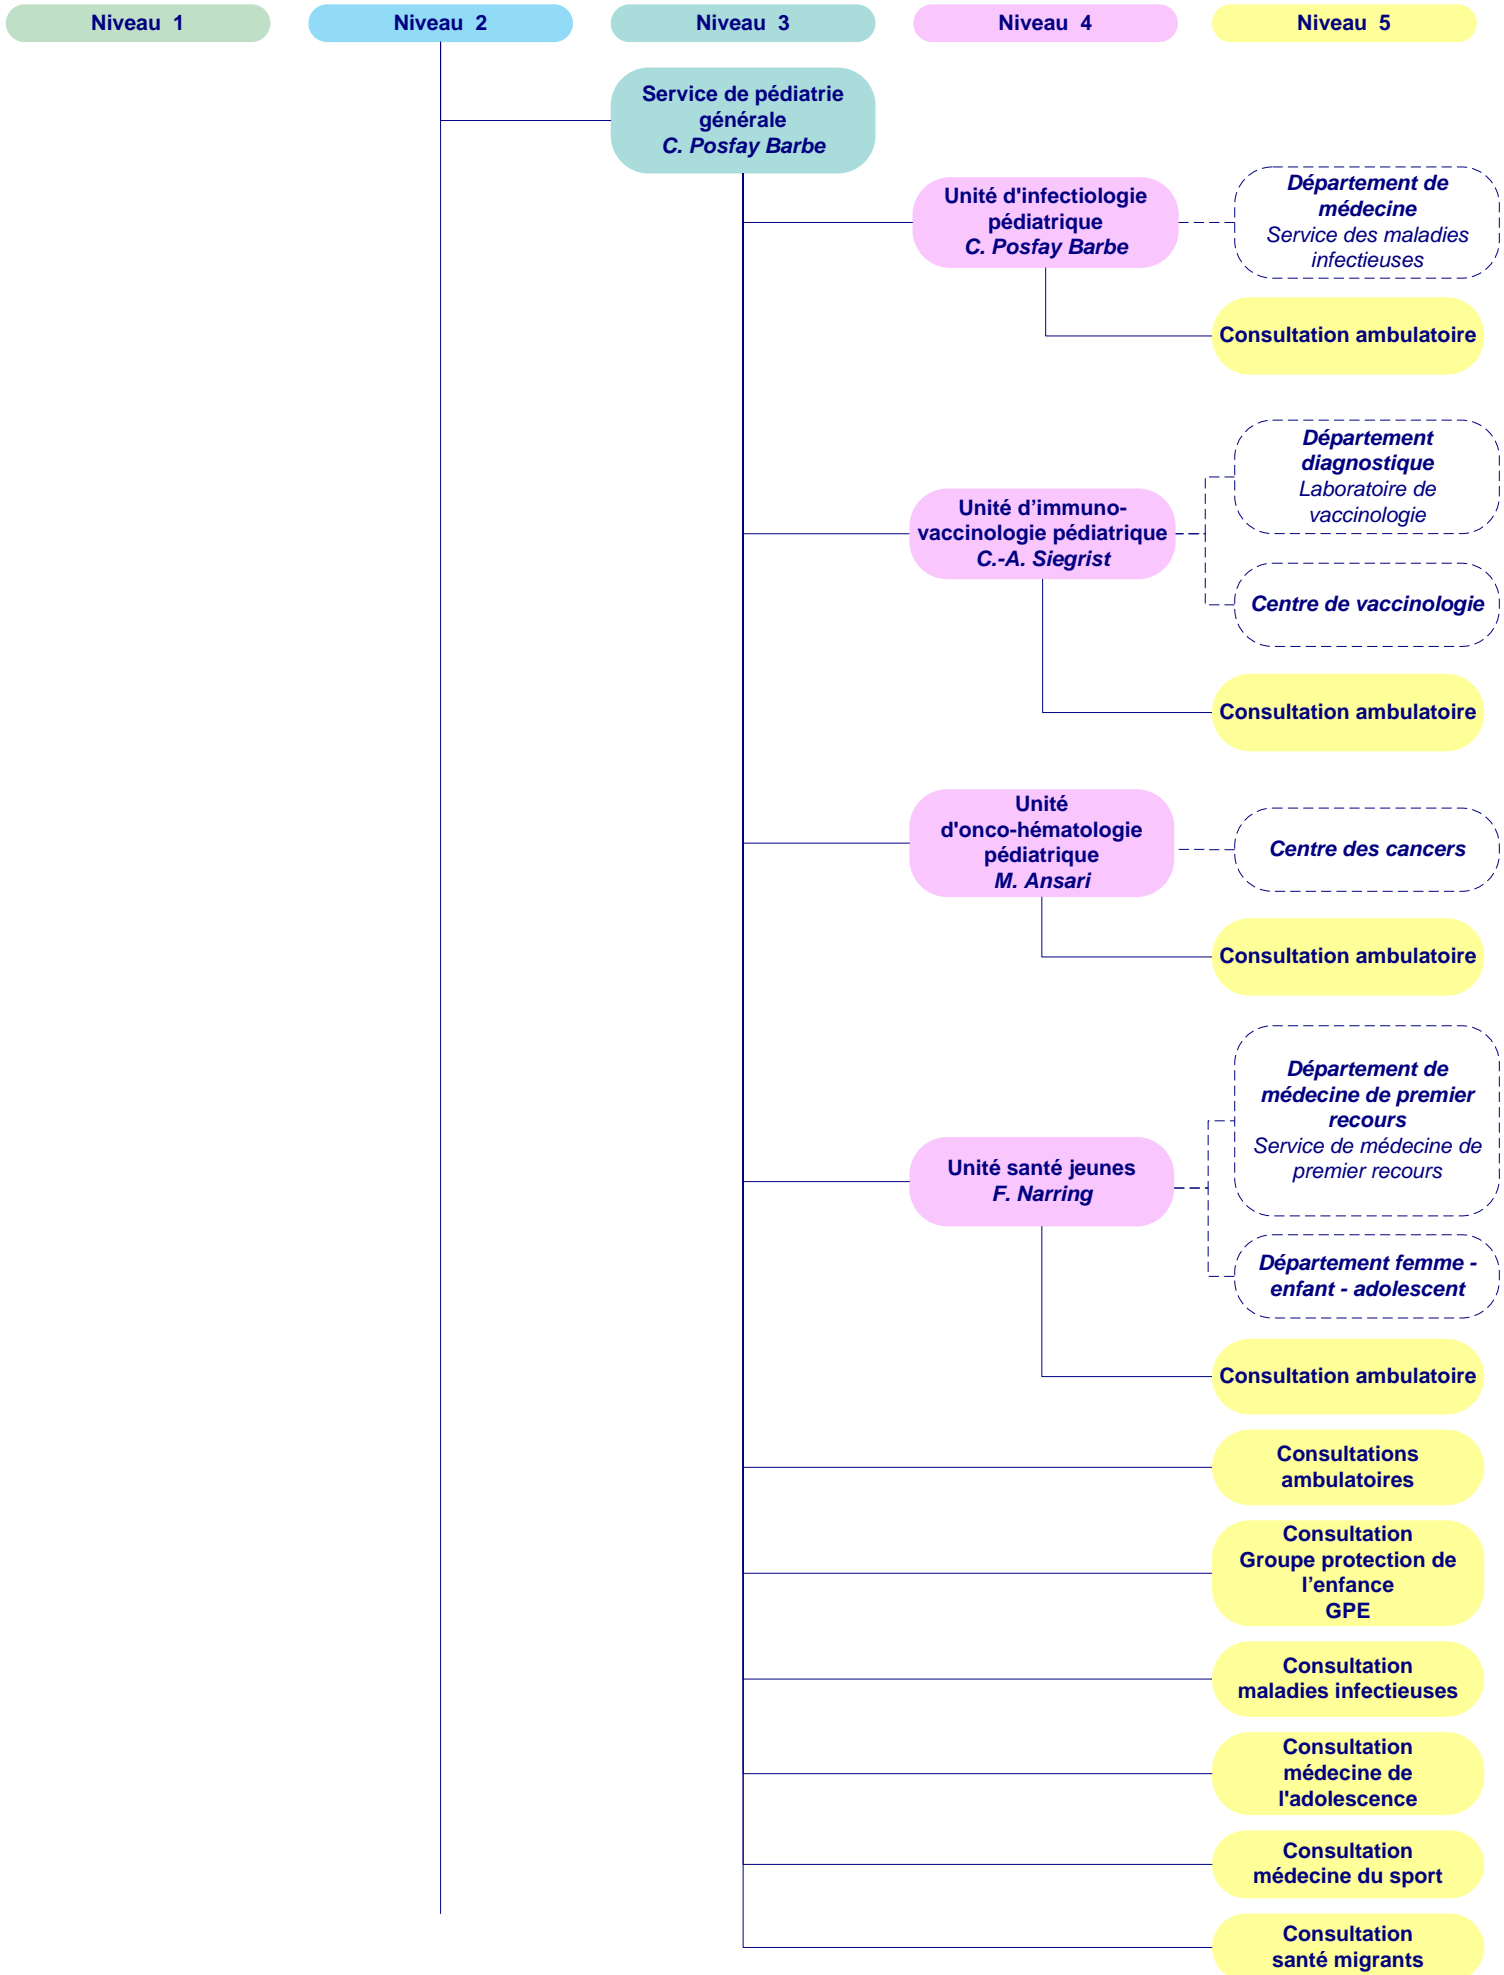 Niveau 1
Niveau 2
Niveau 3
Niveau 4
Niveau 5
Service de pédiatrie
générale
C. Posfay Barbe
Unité d'infectiologie
pédiatrique
C. Posfay Barbe
Département de
médecine
Service des maladies
infectieuses
Consultation ambulatoire
Unité d’immuno-
vaccinologie pédiatrique
C.-A. Siegrist
Département
diagnostique
Laboratoire de
vaccinologie
Centre de vaccinologie
Consultation ambulatoire
Unité
d'onco-hématologie
pédiatrique
M. Ansari
Centre des cancers
Consultation ambulatoire
Unité santé jeunes
F. Narring
Département de
médecine de premier
recours
Service de médecine de
premier recours
Département femme -
enfant - adolescent
Consultation ambulatoire
Consultations
ambulatoires
Consultation
Groupe protection de
l’enfance
GPE
Consultation
maladies infectieuses
Consultation
médecine de
l'adolescence
Consultation
médecine du sport
Consultation
santé migrants